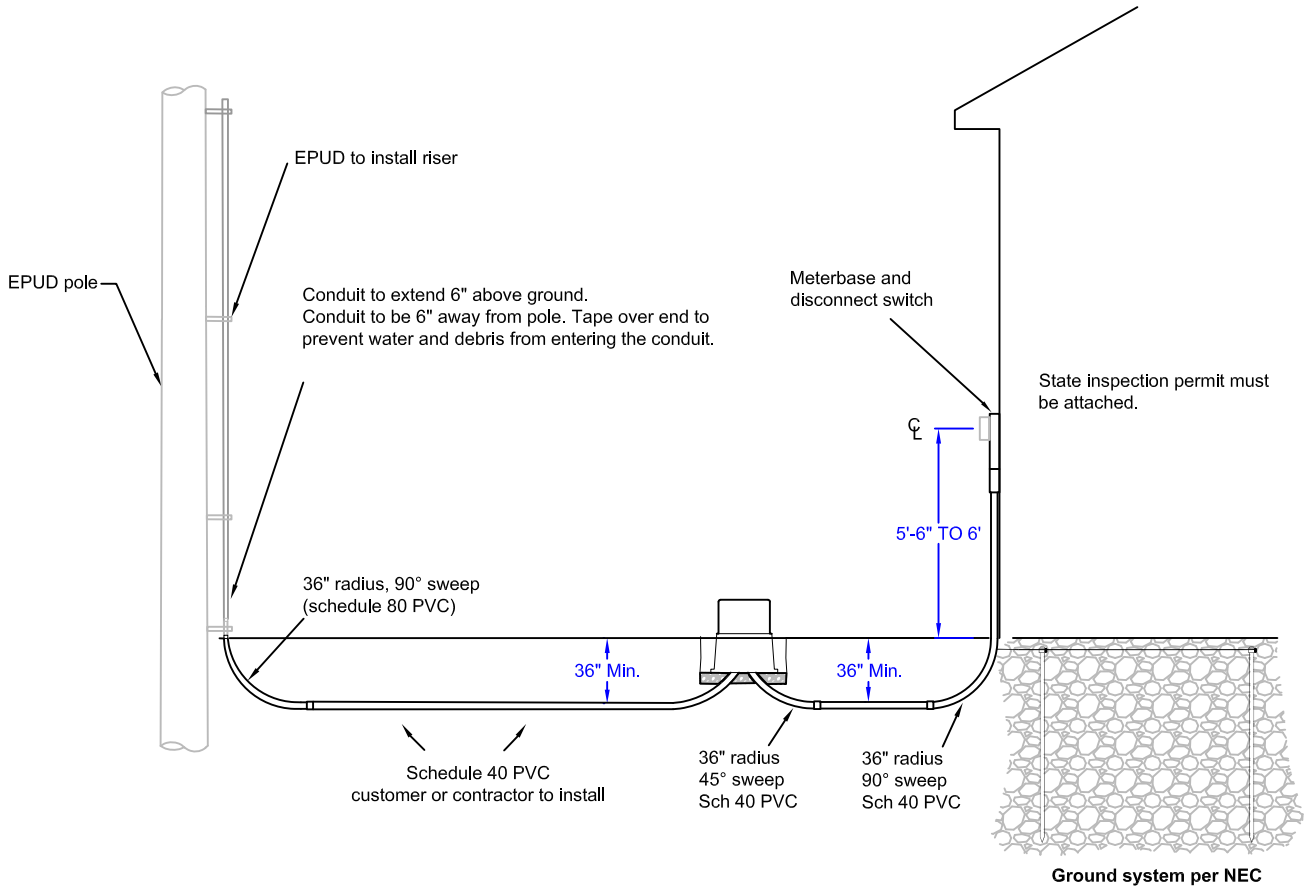 EPUD to install riser
EPUD pole
Conduit to extend 6" above ground.
Conduit to be 6" away from pole. Tape over end to
prevent water and debris from entering the conduit.
Meterbase and
disconnect switch
State inspection permit must
be attached.
℄
5'-6" TO 6'
36" radius, 90° sweep
(schedule 80 PVC)
36" Min.
36" Min.
Schedule 40 PVC
customer or contractor to install
36" radius
45° sweep
Sch 40 PVC
36" radius
90° sweep
Sch 40 PVC
Ground system per NEC